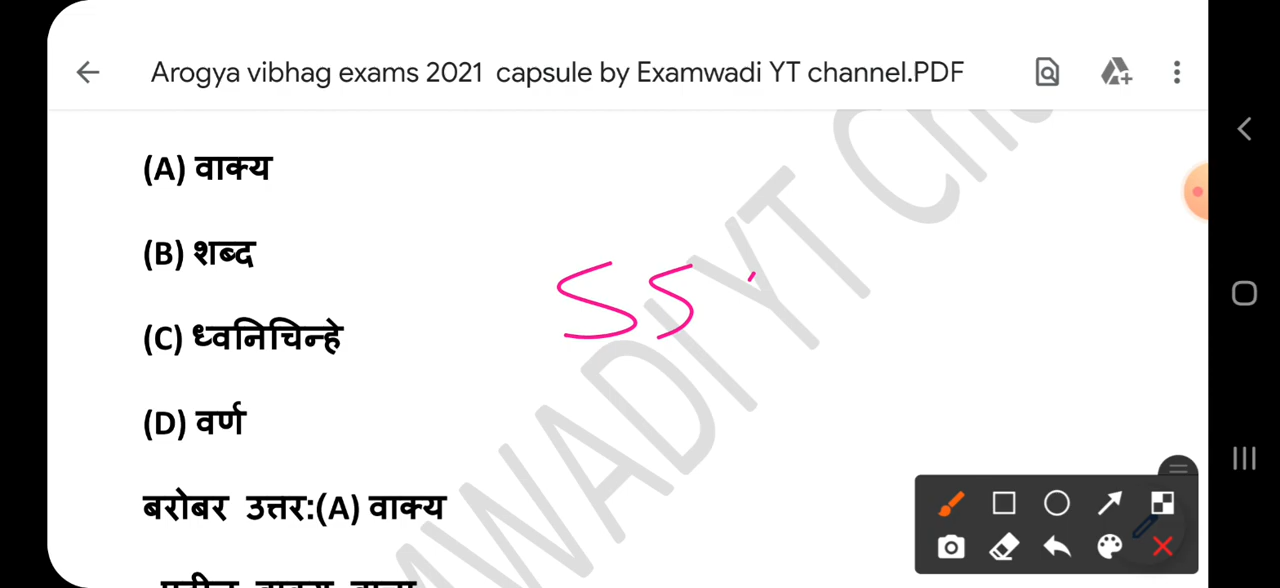 Arogya vibhag exams 2021 capsule by Examwadi YT channel.PDF
(A) वाक्य
(B) शब्द
(C) ध्वनिचिन्हे
(D) वर्ण
बरोबर उत्तर:(A) वाक्य